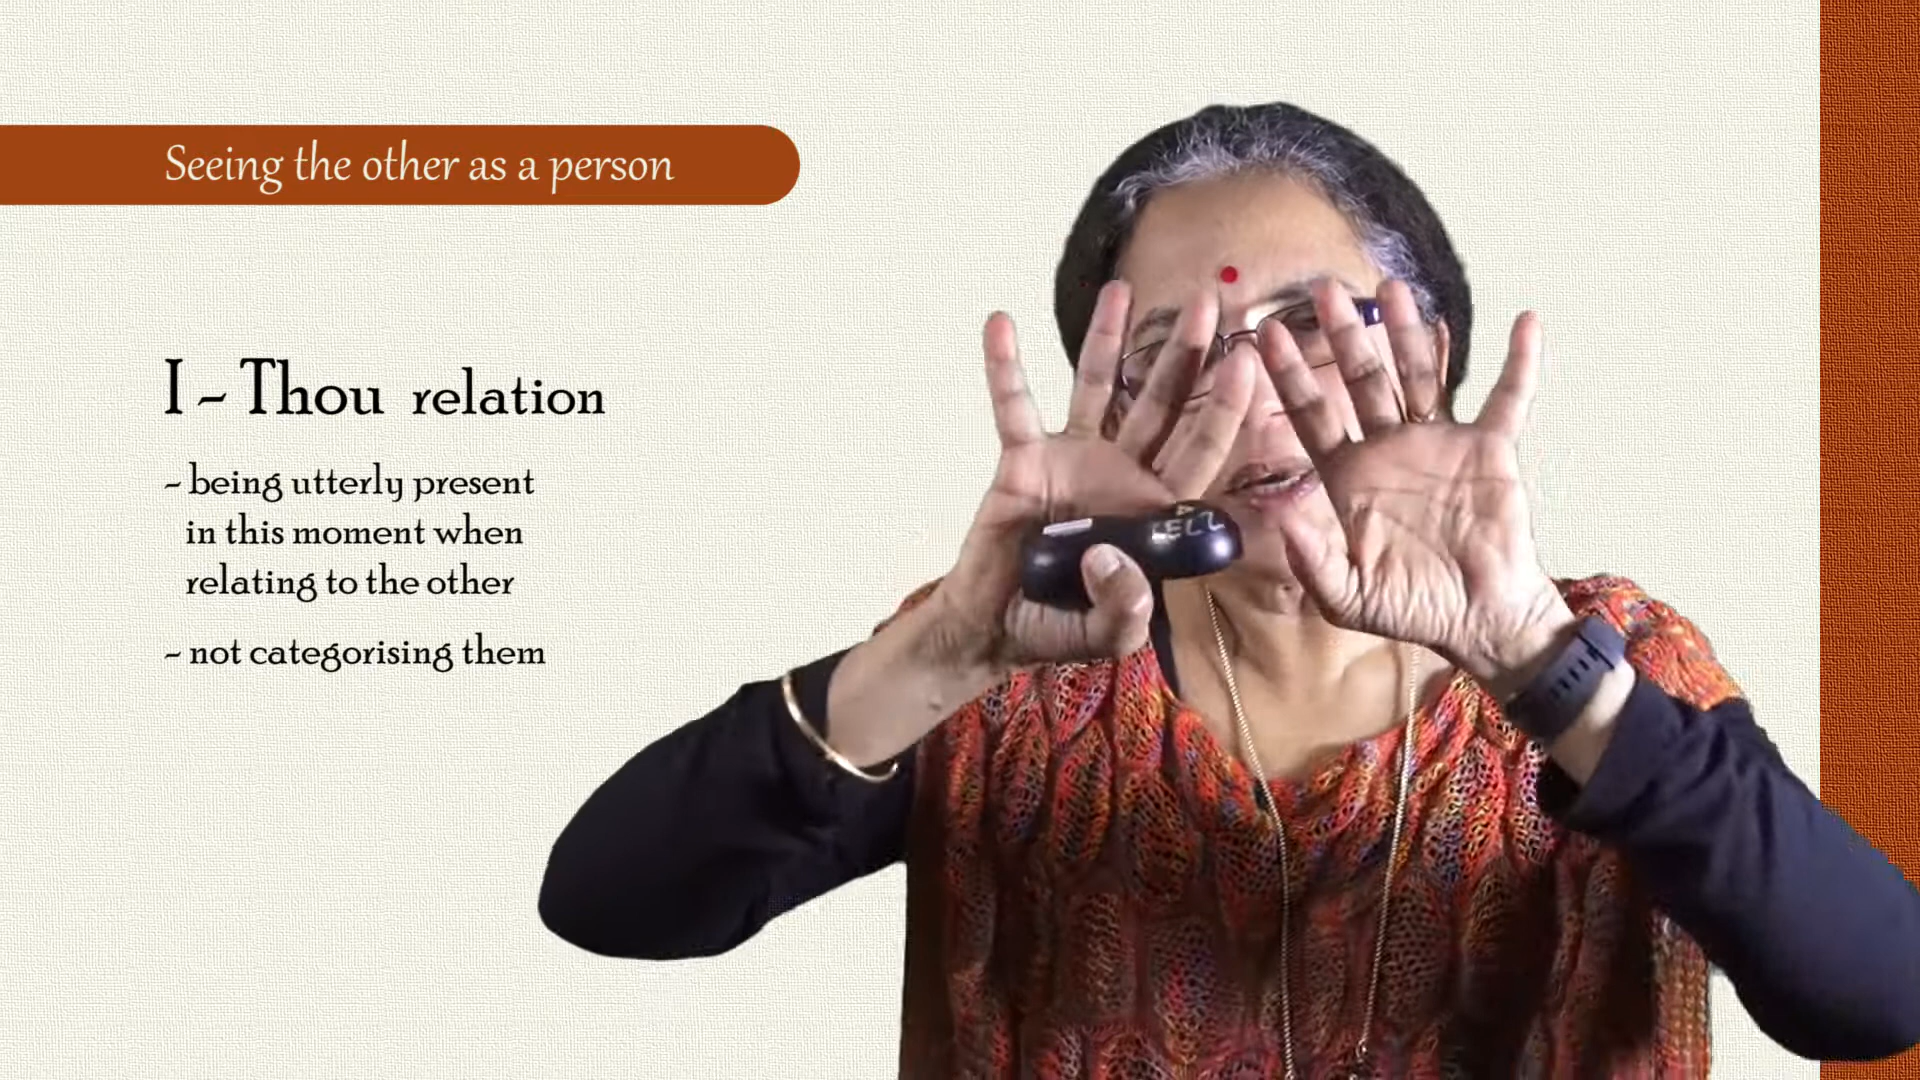 Seeing the other as a person
I – Thou relation
– being utterly present
in this moment when
relating to the other
– not categorising them